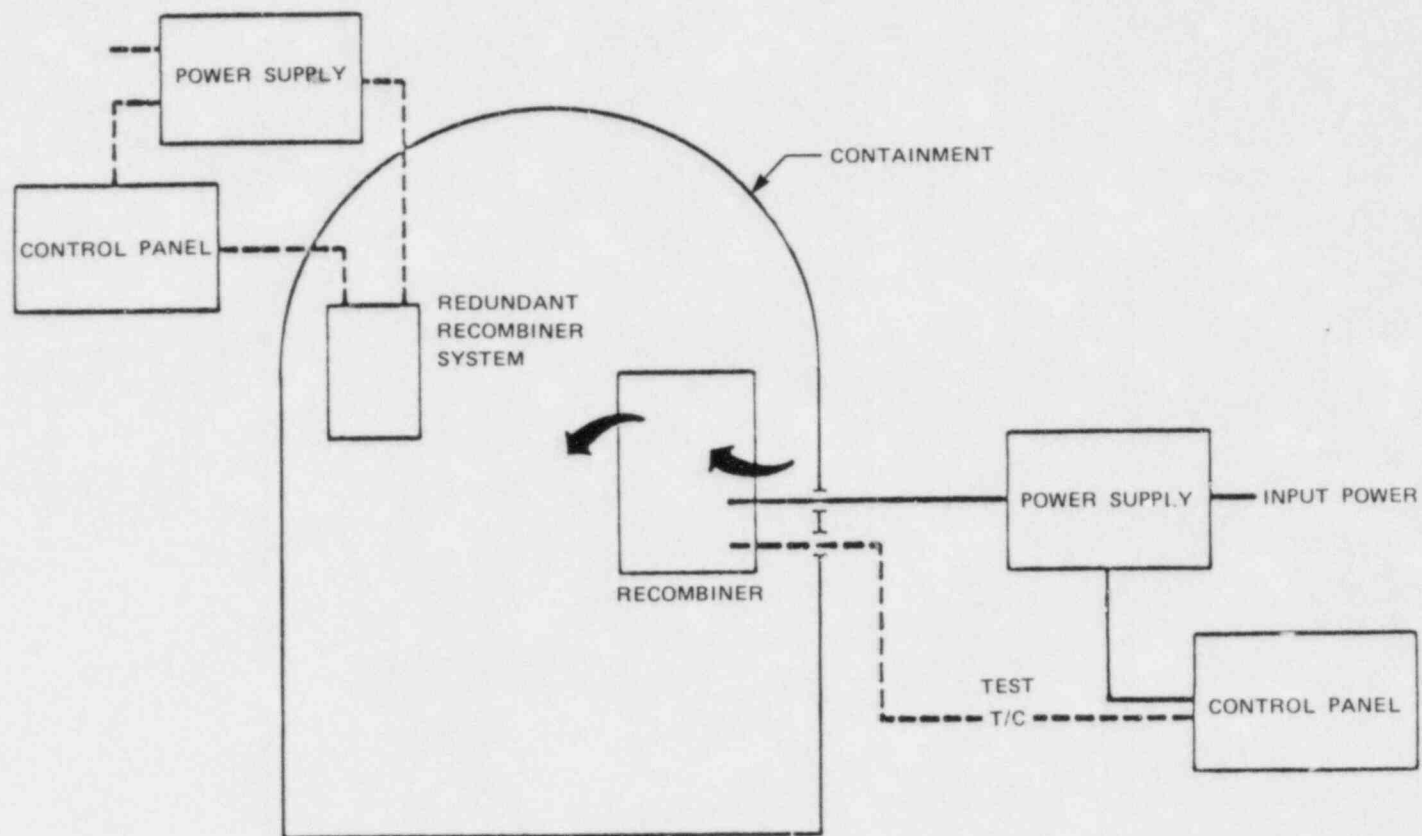 POWER SUPPLY
CONTAINMENT
CONTROL PANEL
REDUNDANT
RECOMBINER
SYSTEM
POWER SUPPLY
INPUT POWER
RECOMBINER
TEST
T/C
CONTROL PANEL